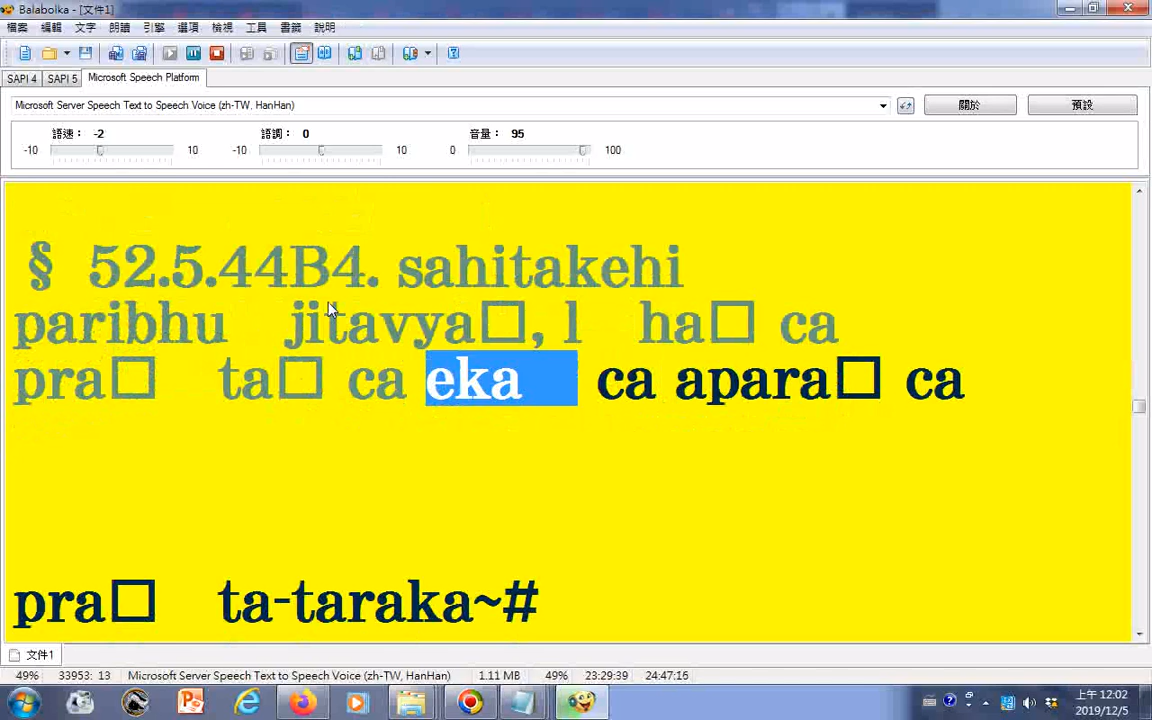 Balabolka - [文件1]
檔案 編輯 文字 朗讀 引擎 選項 檢視 工具 書籤 說明
SAPI 4 SAPI 5 Microsoft Speech Platform
Microsoft Server Speech Text to Speech Voice (zh-TW, HanHan) 關於 預設
語速： -2 語調： 0 音量： 95
-10 10 -10 10 0 100
§ 52.5.44B4. sahitakehi
paribhu jitavya□, l ha□ ca
pra□ ta□ ca eka ca apara□ ca
pra□ ta-taraka~#
文件1
49% 33953: 13 Microsoft Server Speech Text to Speech Voice (zh-TW, HanHan) 1.11 MB 49% 23:29:39 24:47:16
上午 12:02
2019/12/5